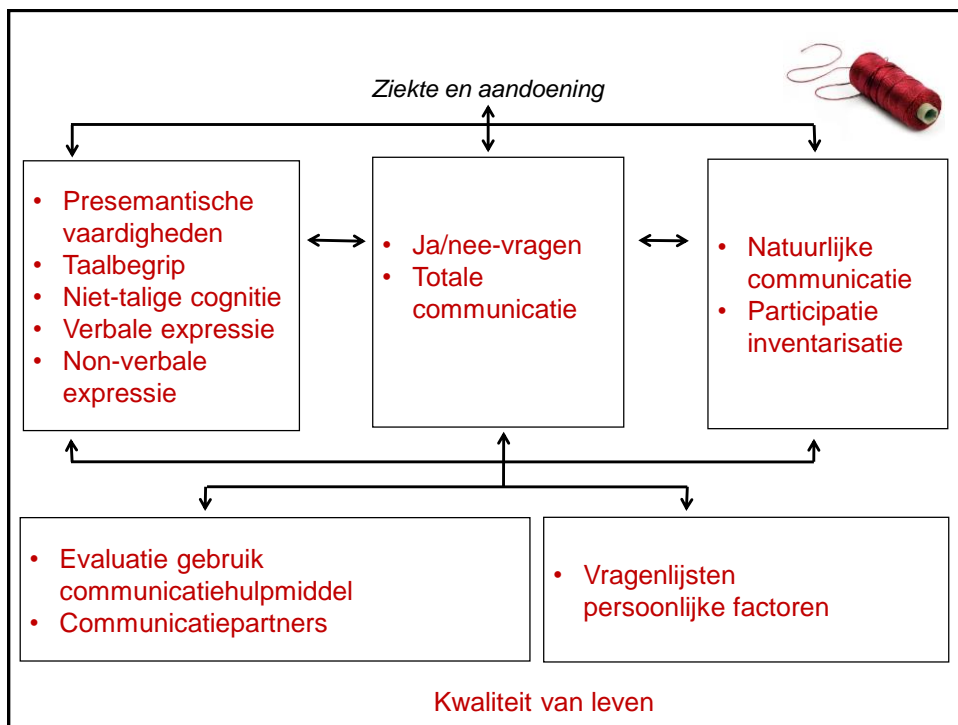 Ziekte en aandoening
• Presemantische
vaardigheden
• Taalbegrip
• Niet-talige cognitie
• Verbale expressie
• Non-verbale
expressie
• Ja/nee-vragen
• Totale
communicatie
• Natuurlijke
communicatie
• Participatie
inventarisatie
• Evaluatie gebruik
communicatiehulpmiddel
• Communicatiepartners
• Vragenlijsten
persoonlijke factoren
Kwaliteit van leven